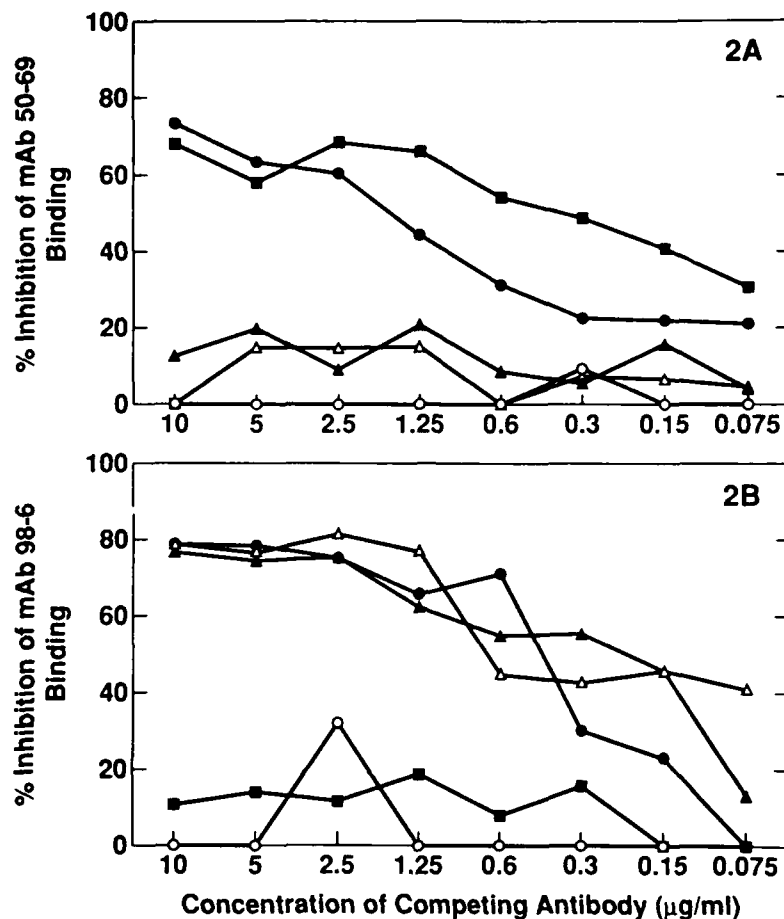 100
2A
80
60
40
20
0
% Inhibition of mAb 50-69
Binding
10 5 2.5 1.25 0.6 0.3 0.15 0.075
100
2B
80
60
40
20
0
% Inhibition of mAb 98-6
Binding
10 5 2.5 1.25 0.6 0.3 0.15 0.075
Concentration of Competing Antibody (μg/ml)